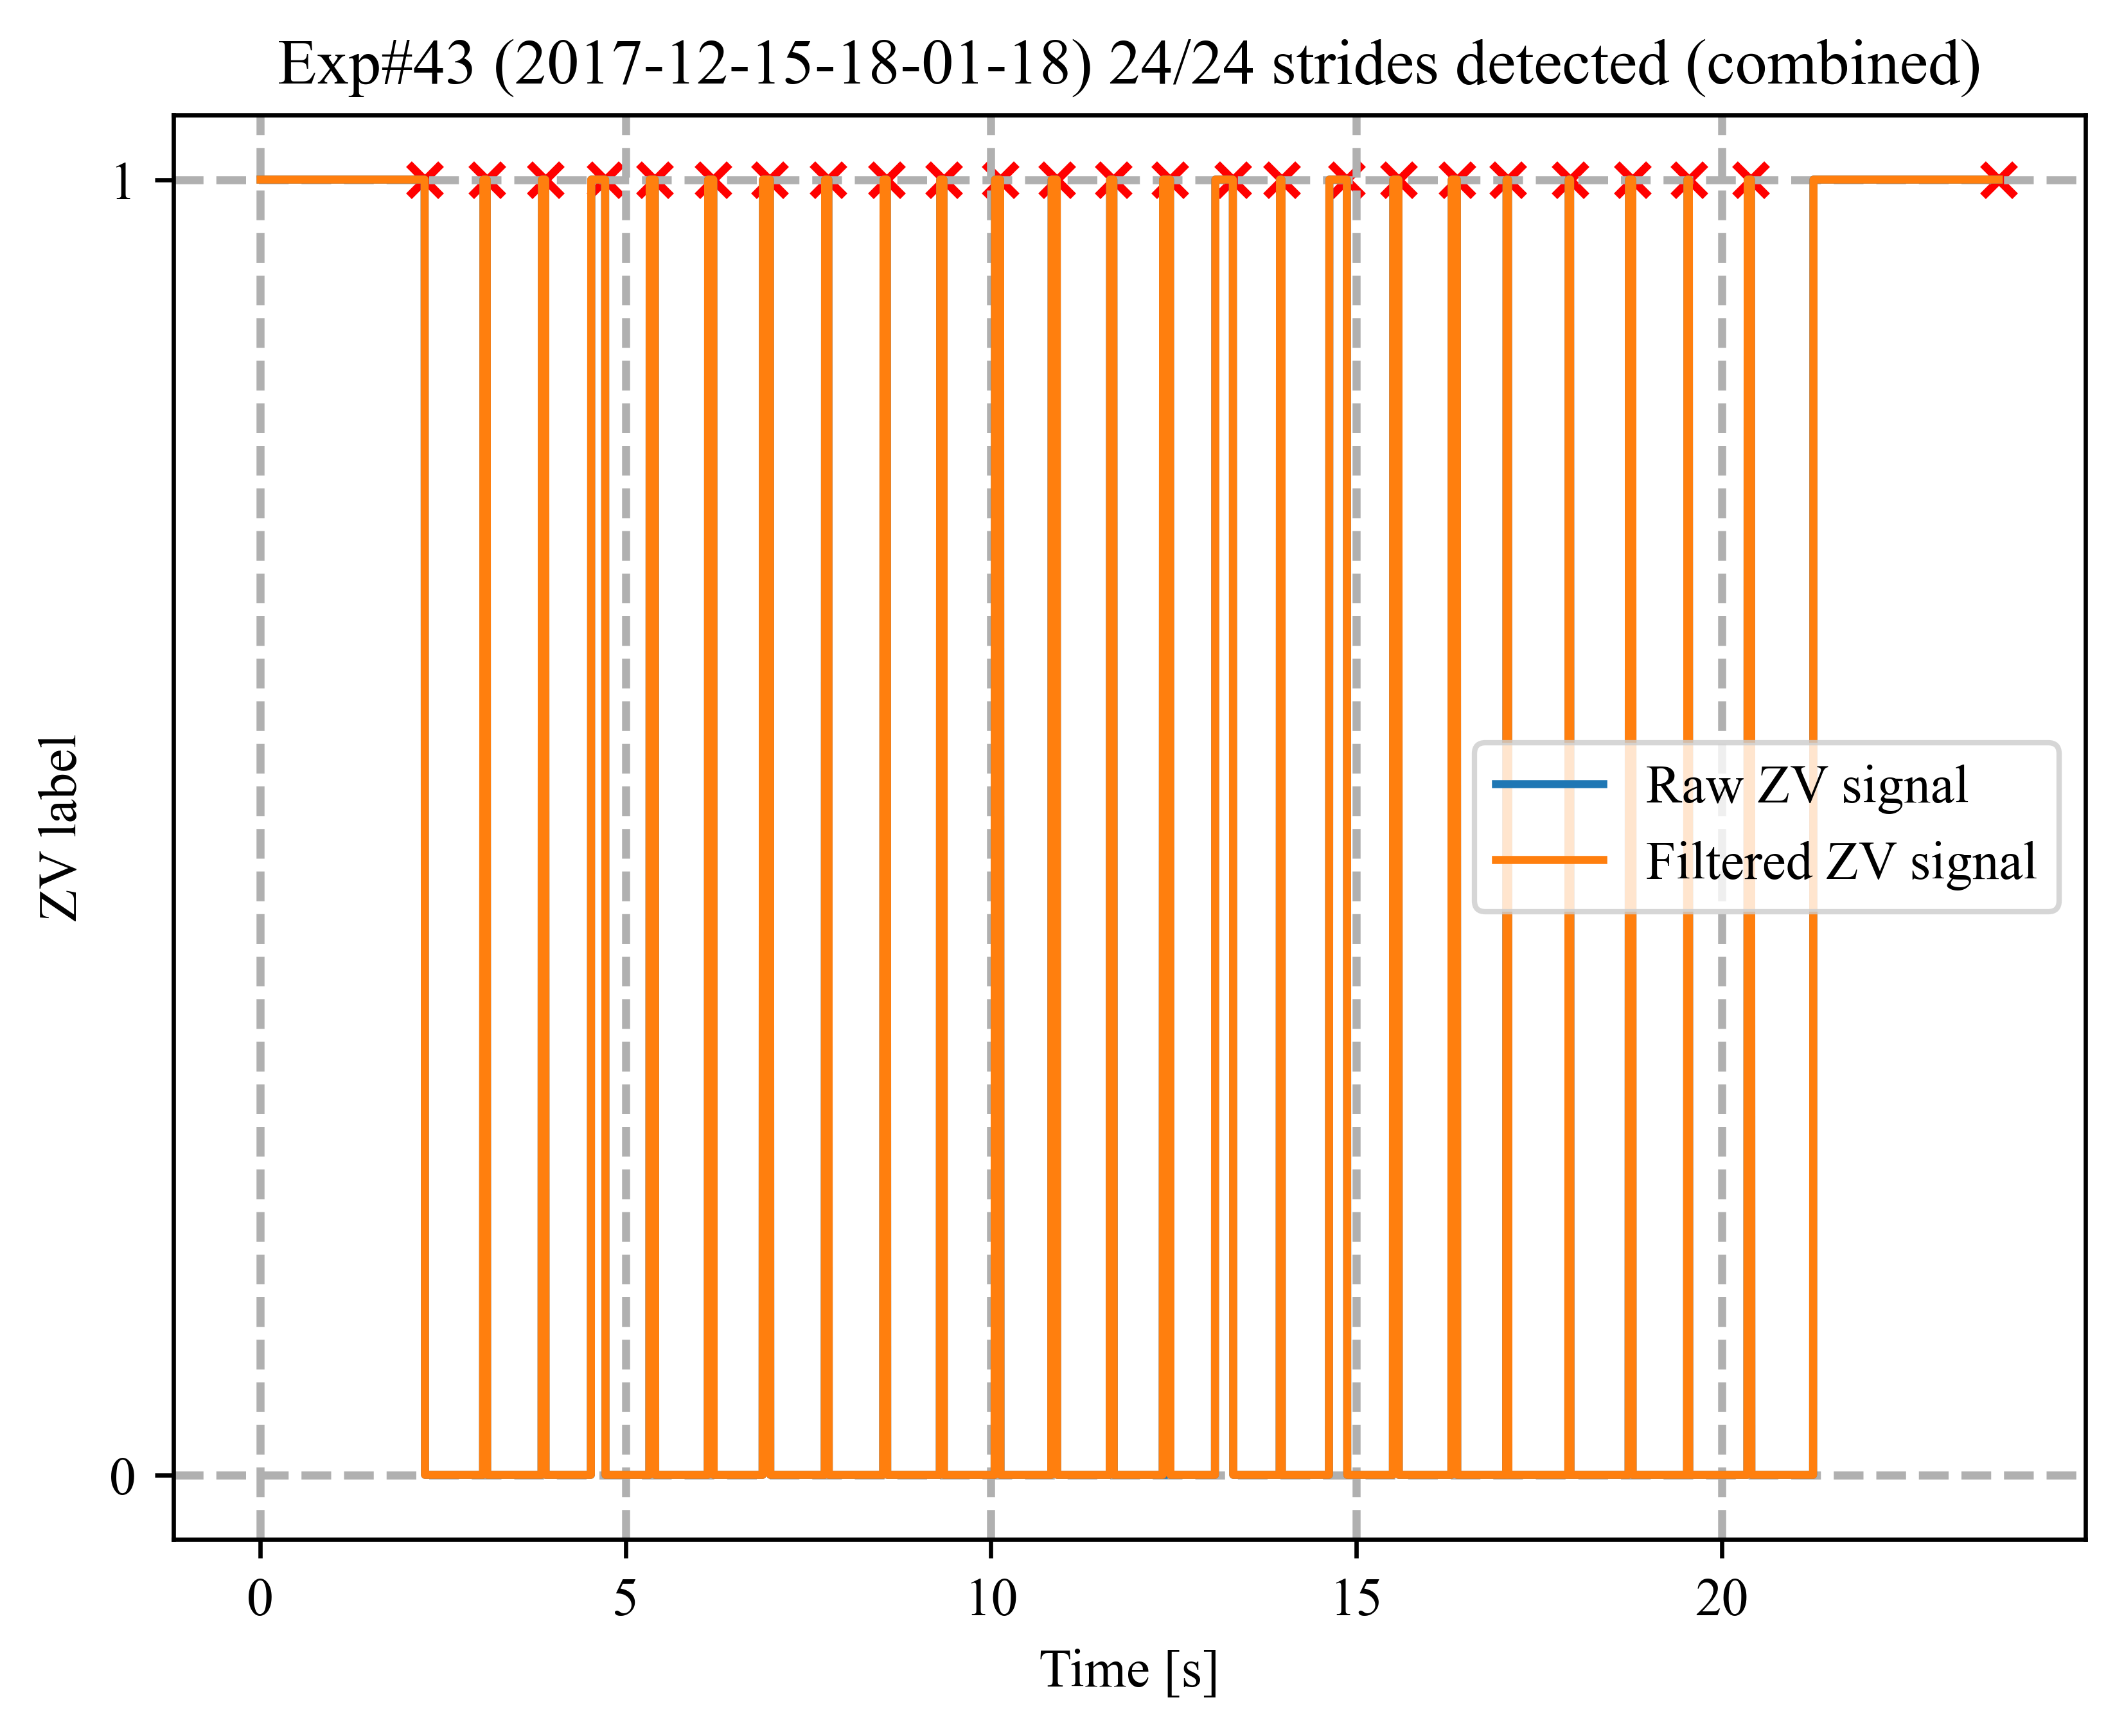 Exp#43 (2017-12-15-18-01-18) 24/24 strides detected (combined)
1
ZV label
Raw ZV signal
Filtered ZV signal
0
0 5 10 15 20
Time [s]